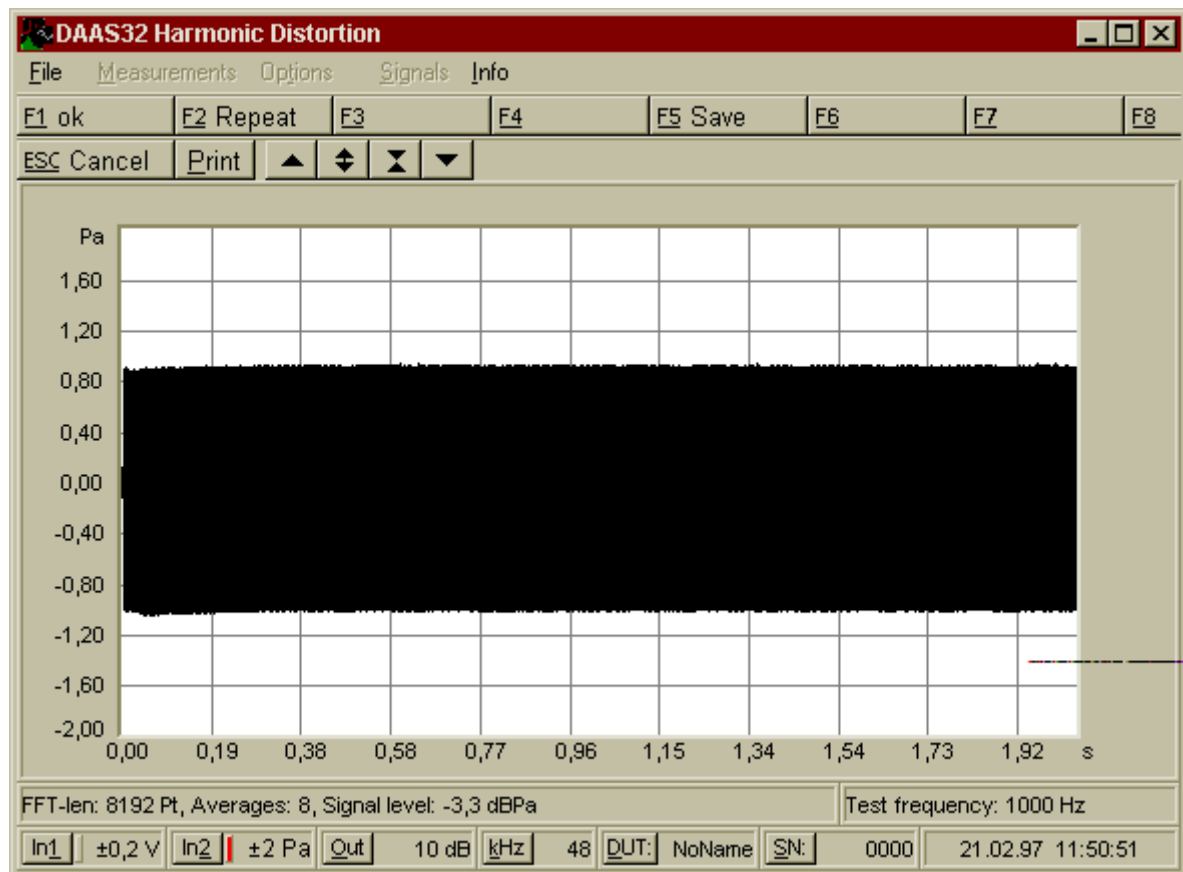 DAAS32 Harmonic Distortion
File Measurements Options Signals Info
F1 ok F2 Repeat F3 F4 F5 Save F6 F7 F8
ESC Cancel Print
Pa
1,60
1,20
0,80
0,40
0,00
-0,40
-0,80
-1,20
-1,60
-2,00
0,00 0,19 0,38 0,58 0,77 0,96 1,15 1,34 1,54 1,73 1,92 s
FFT-len: 8192 Pt, Averages: 8, Signal level: -3,3 dBPa Test frequency: 1000 Hz
In1 ±0,2 V In2 ±2 Pa Out 10 dB kHz 48 DUT: NoName SN: 0000 21.02.97 11:50:51